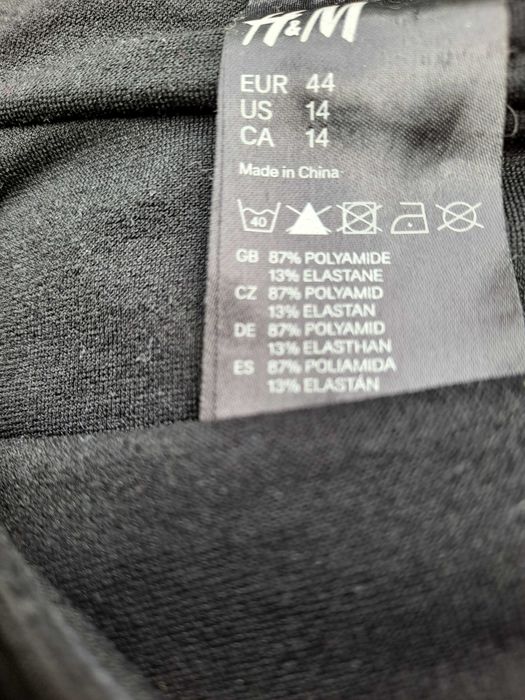 H&M
EUR 44
US 14
CA 14
Made in China
40
GB 87% POLYAMIDE
13% ELASTANE
CZ 87% POLYAMID
13% ELASTAN
DE 87% POLYAMID
13% ELASTHAN
ES 87% POLIAMIDA
13% ELASTÁN